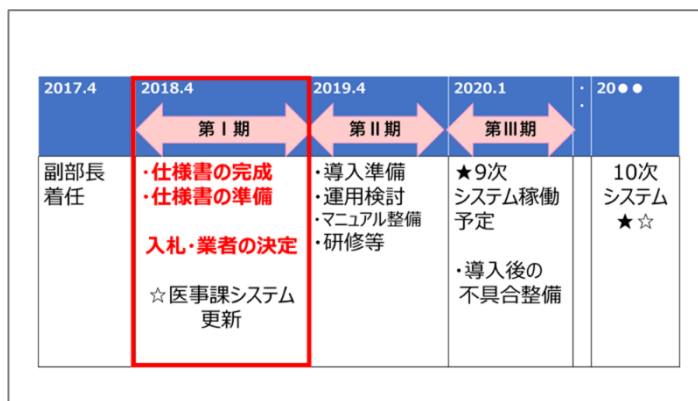 2017.4
2018.4
2019.4
2020.1
・・
20●●
第Ⅰ期
第Ⅱ期
第Ⅲ期
副部長
着任
・仕様書の完成
・仕様書の準備
入札・業者の決定
☆医事課システム
更新
・導入準備
・運用検討
・マニュアル整備
・研修等
★9次
システム稼働
予定
・導入後の
不具合整備
10次
システム
★☆